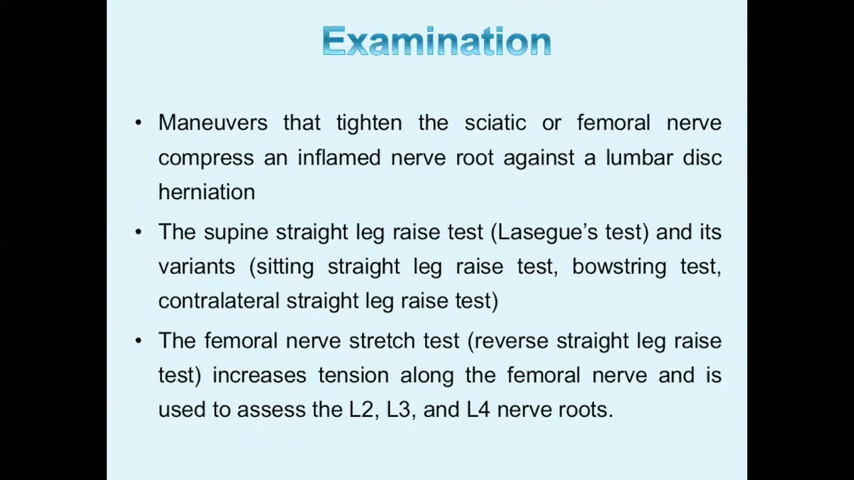 Examination
• Maneuvers that tighten the sciatic or femoral nerve
compress an inflamed nerve root against a lumbar disc
herniation
• The supine straight leg raise test (Lasegue’s test) and its
variants (sitting straight leg raise test, bowstring test,
contralateral straight leg raise test)
• The femoral nerve stretch test (reverse straight leg raise
test) increases tension along the femoral nerve and is
used to assess the L2, L3, and L4 nerve roots.